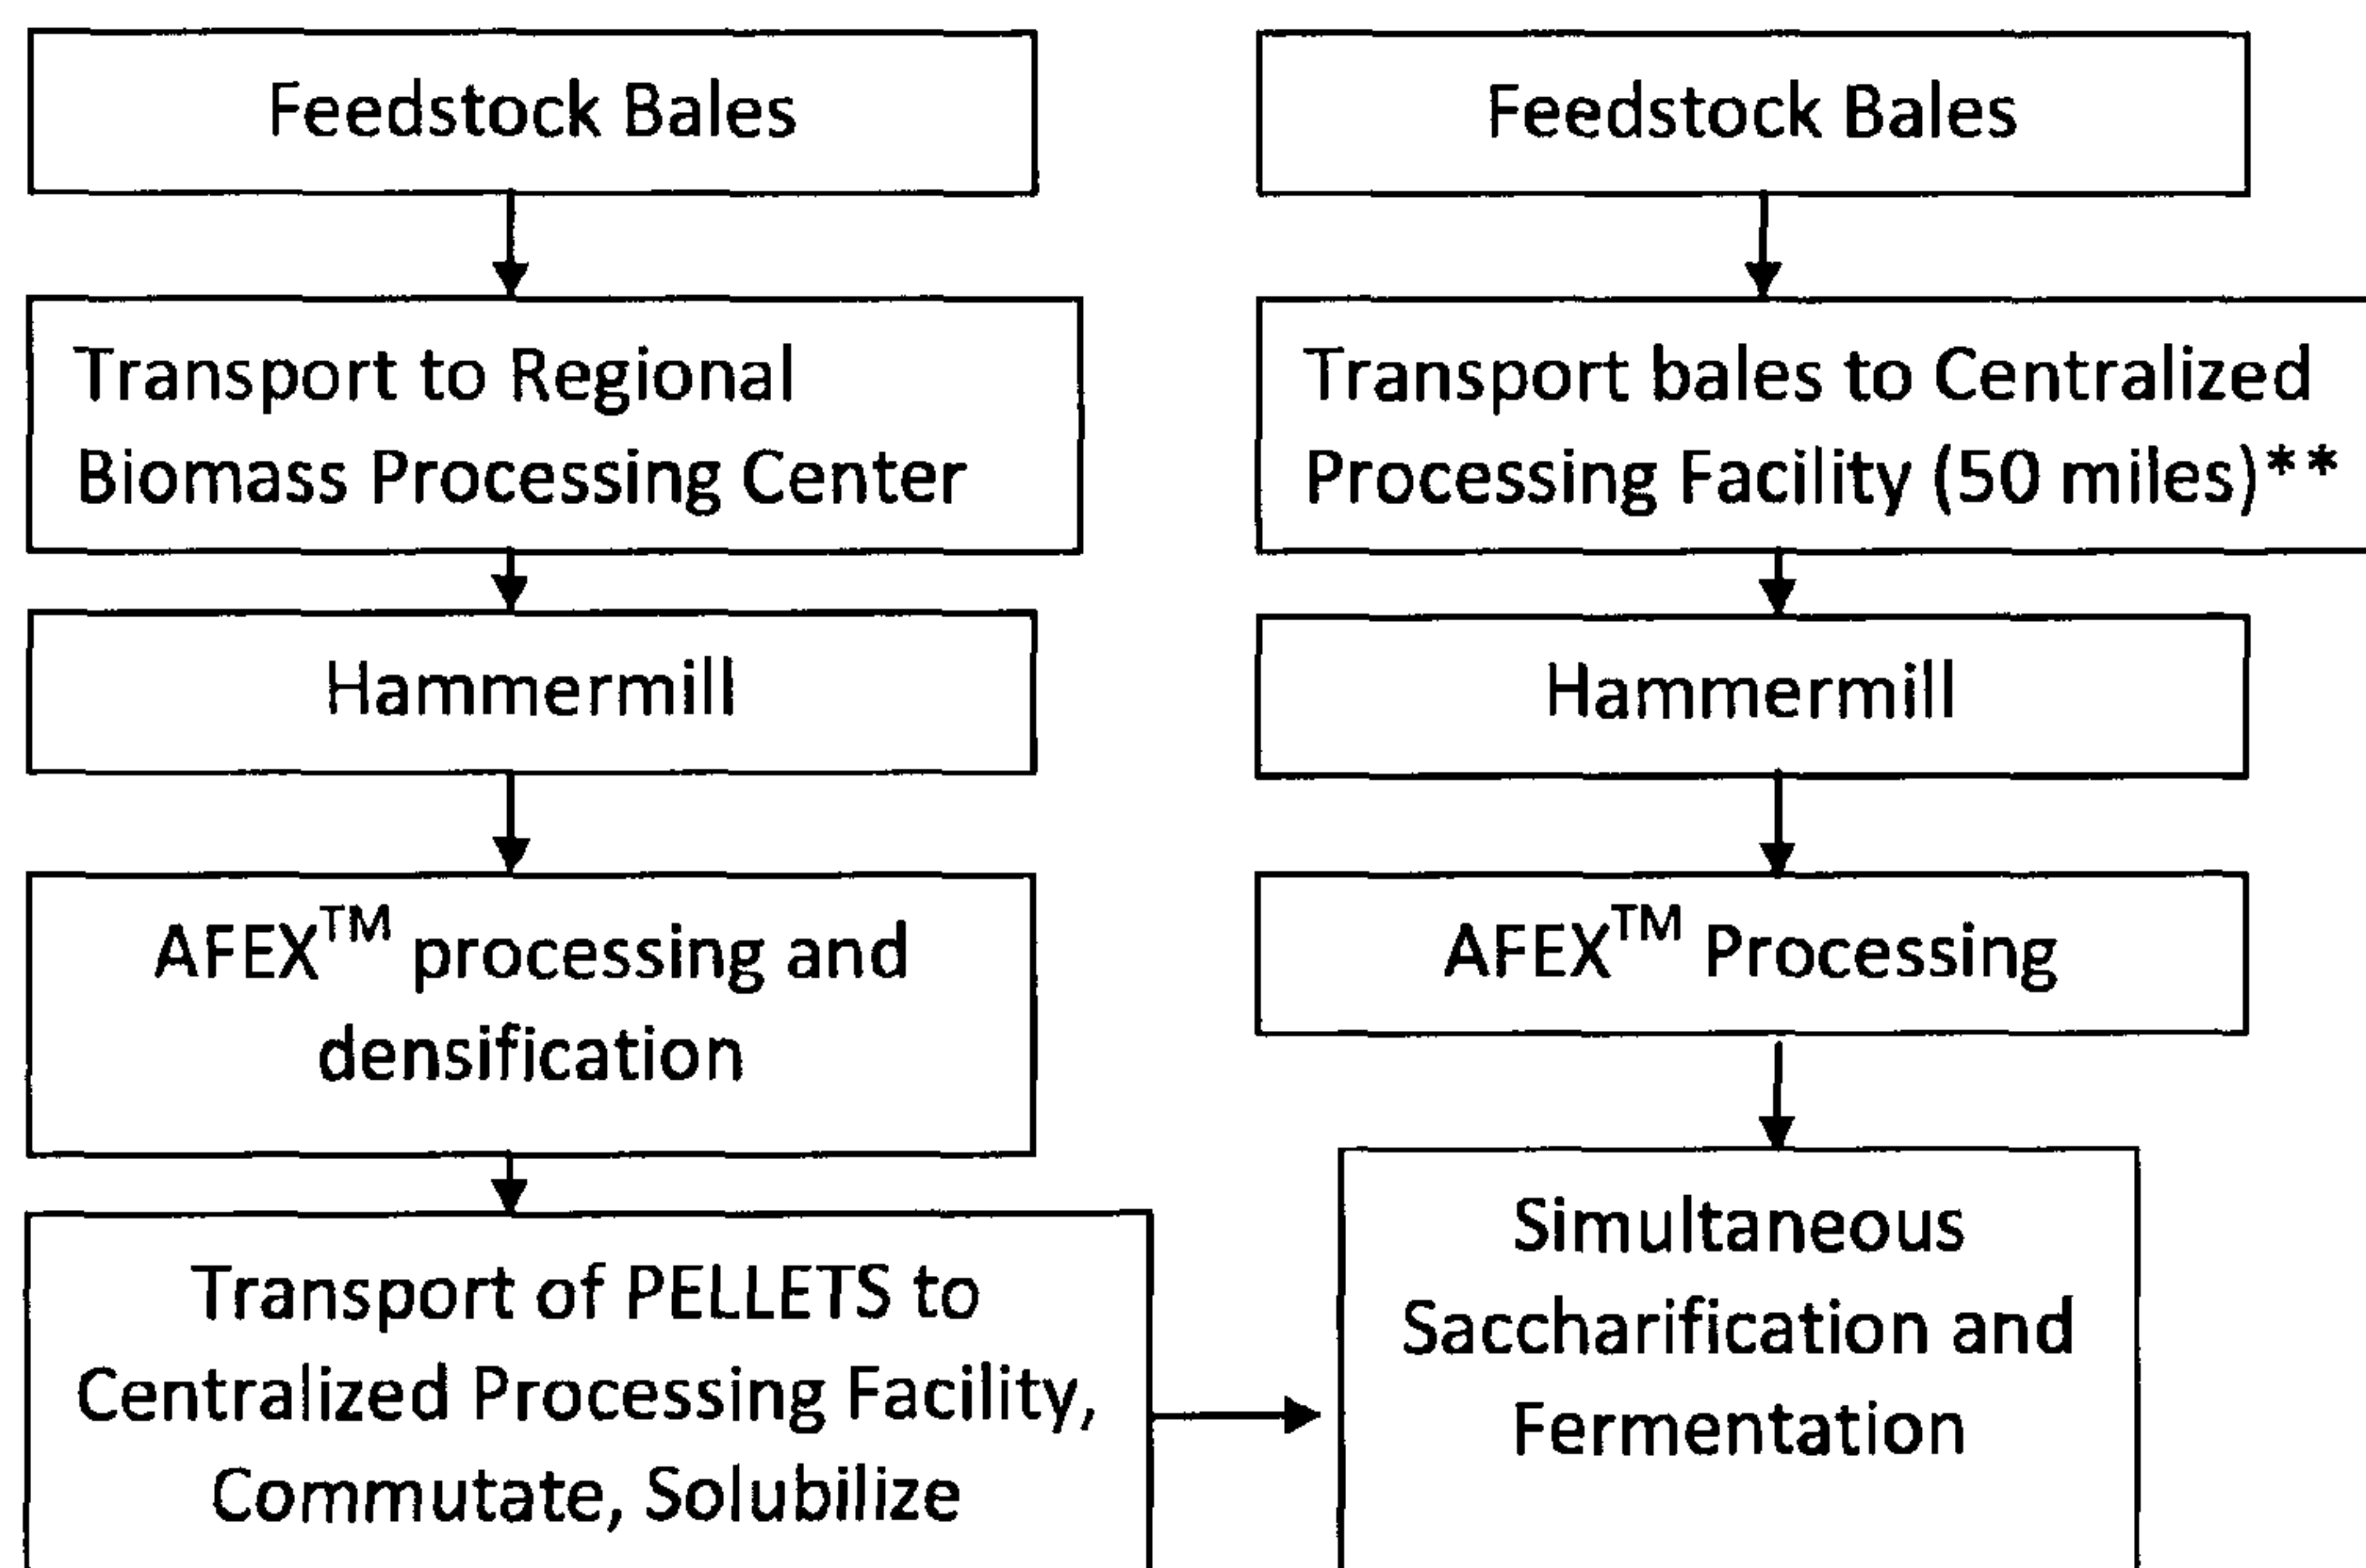 Feedstock Bales
Transport to Regional
Biomass Processing Center
Hammermill
AFEX™ processing and
densification
Transport of PELLETS to
Centralized Processing Facility,
Commutate, Solubilize
Feedstock Bales
Transport bales to Centralized
Processing Facility (50 miles)**
Hammermill
AFEX™ Processing
Simultaneous
Saccharification and
Fermentation